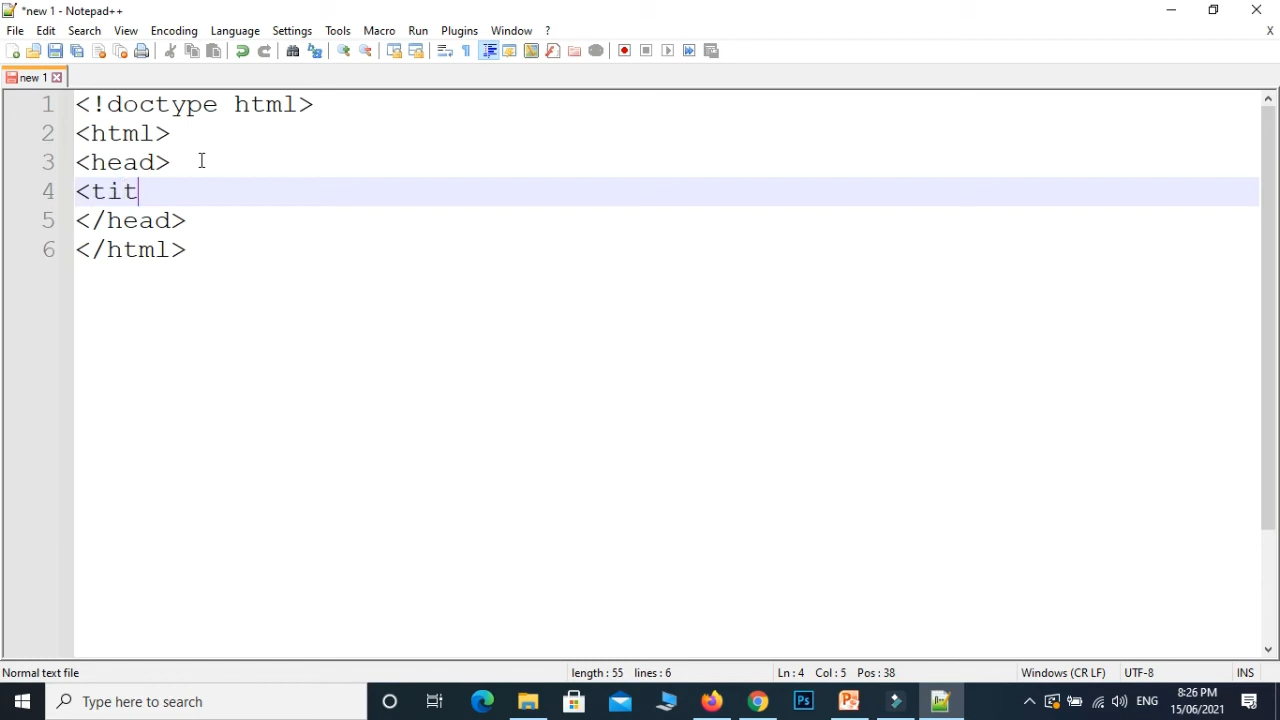 *new 1 - Notepad++
File Edit Search View Encoding Language Settings Tools Macro Run Plugins Window ? X
new 1
1 <!doctype html>
2 <html>
3 <head>
4 <tit
5 </head>
6 </html>
Normal text file length : 55 lines : 6 Ln : 4 Col : 5 Pos : 38 Windows (CR LF) UTF-8 INS
Type here to search
Ps
ENG
8:26 PM
15/06/2021